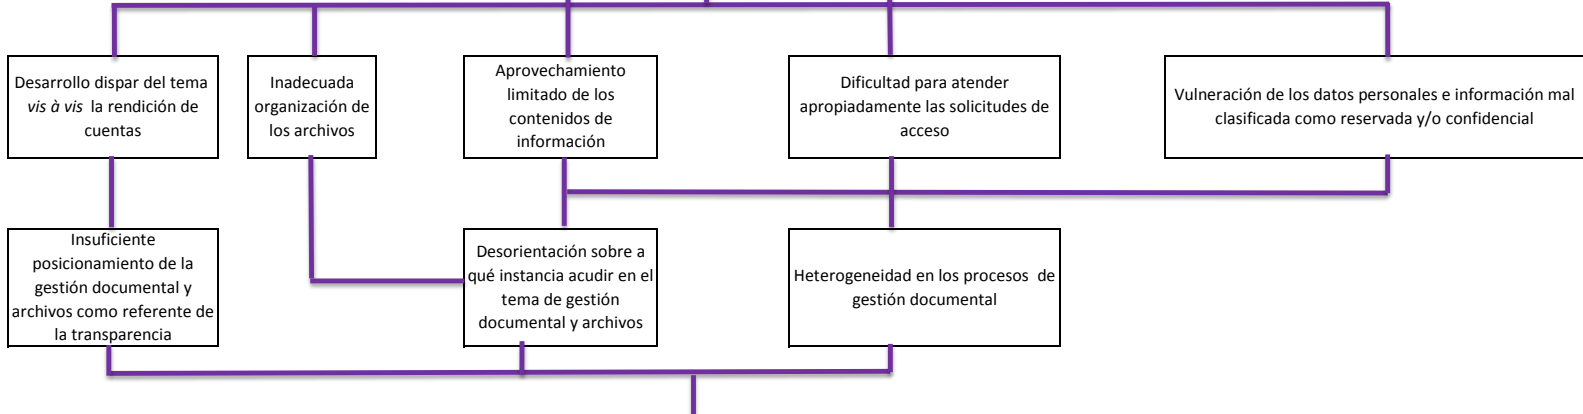 Desarrollo dispar del tema
vis à vis la rendición de
cuentas
Inadecuada
organización de
los archivos
Aprovechamiento
limitado de los
contenidos de
información
Dificultad para atender
apropiadamente las solicitudes de
acceso
Vulneración de los datos personales e información mal
clasificada como reservada y/o confidencial
Insuficiente
posicionamiento de la
gestión documental y
archivos como referente de
la transparencia
Desorientación sobre a
qué instancia acudir en el
tema de gestión
documental y archivos
Heterogeneidad en los procesos de
gestión documental